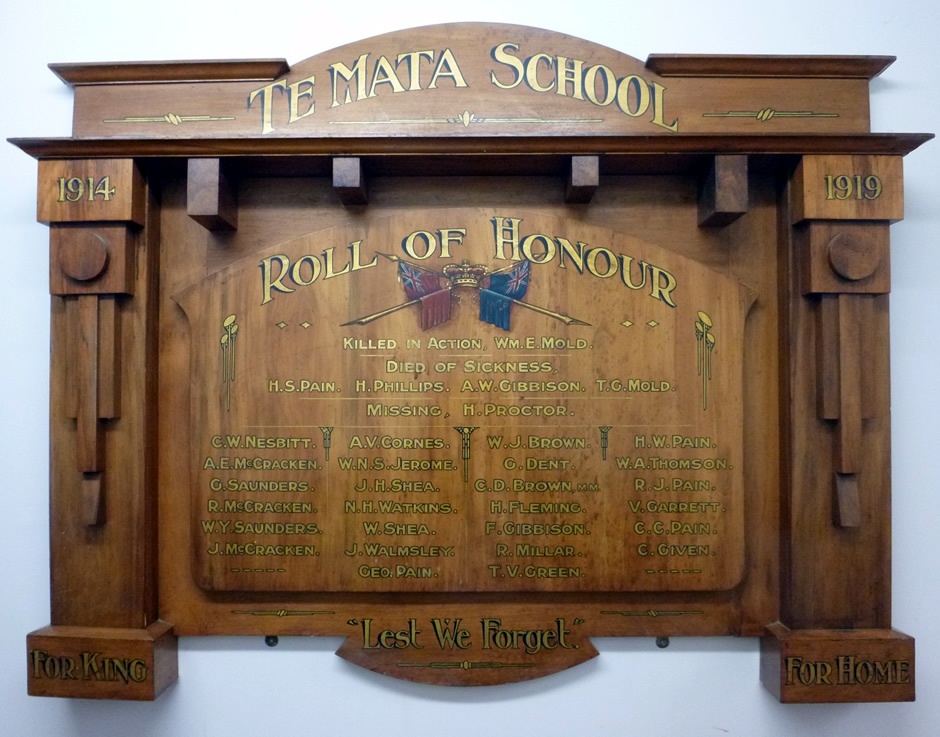 TE MATA SCHOOL
1914
1919
ROLL OF HONOUR
KILLED IN ACTION, WM.E.MOLD.
DIED OF SICKNESS,
H.S.PAIN. H.PHILLIPS. A.W.GIBBISON. T.G.MOLD.
MISSING, H.PROCTOR.
C.W.NESBITT. A.V.CORNES. W.J.BROWN. H.W.PAIN.
A.E.MCCRACKEN. W.N.S.JEROME. G.DENT. W.A.THOMSON.
G.SAUNDERS. J.H.SHEA. C.D.BROWN, M.M. R.J.PAIN.
R.MCCRACKEN. N.H.WATKINS. H.FLEMING. V.GARRETT.
W.Y.SAUNDERS. W.SHEA. F.GIBBISON. C.C.PAIN.
J.MCCRACKEN. J.WALMSLEY. R.MILLAR. C.GIVEN.
GEO.PAIN. T.V.GREEN.
"Lest We Forget."
FOR KING
FOR HOME